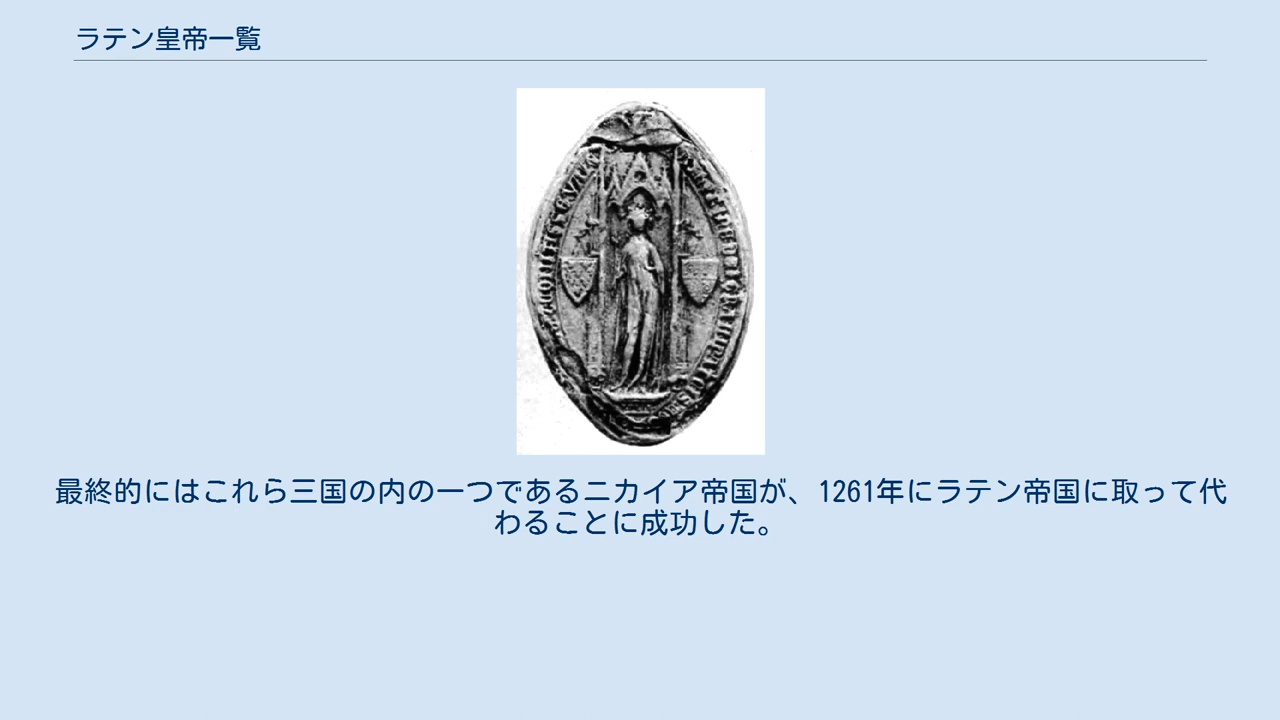 ラテン皇帝一覧
最終的にはこれら三国の内の一つであるニカイア帝国が、1261年にラテン帝国に取って代
わることに成功した。